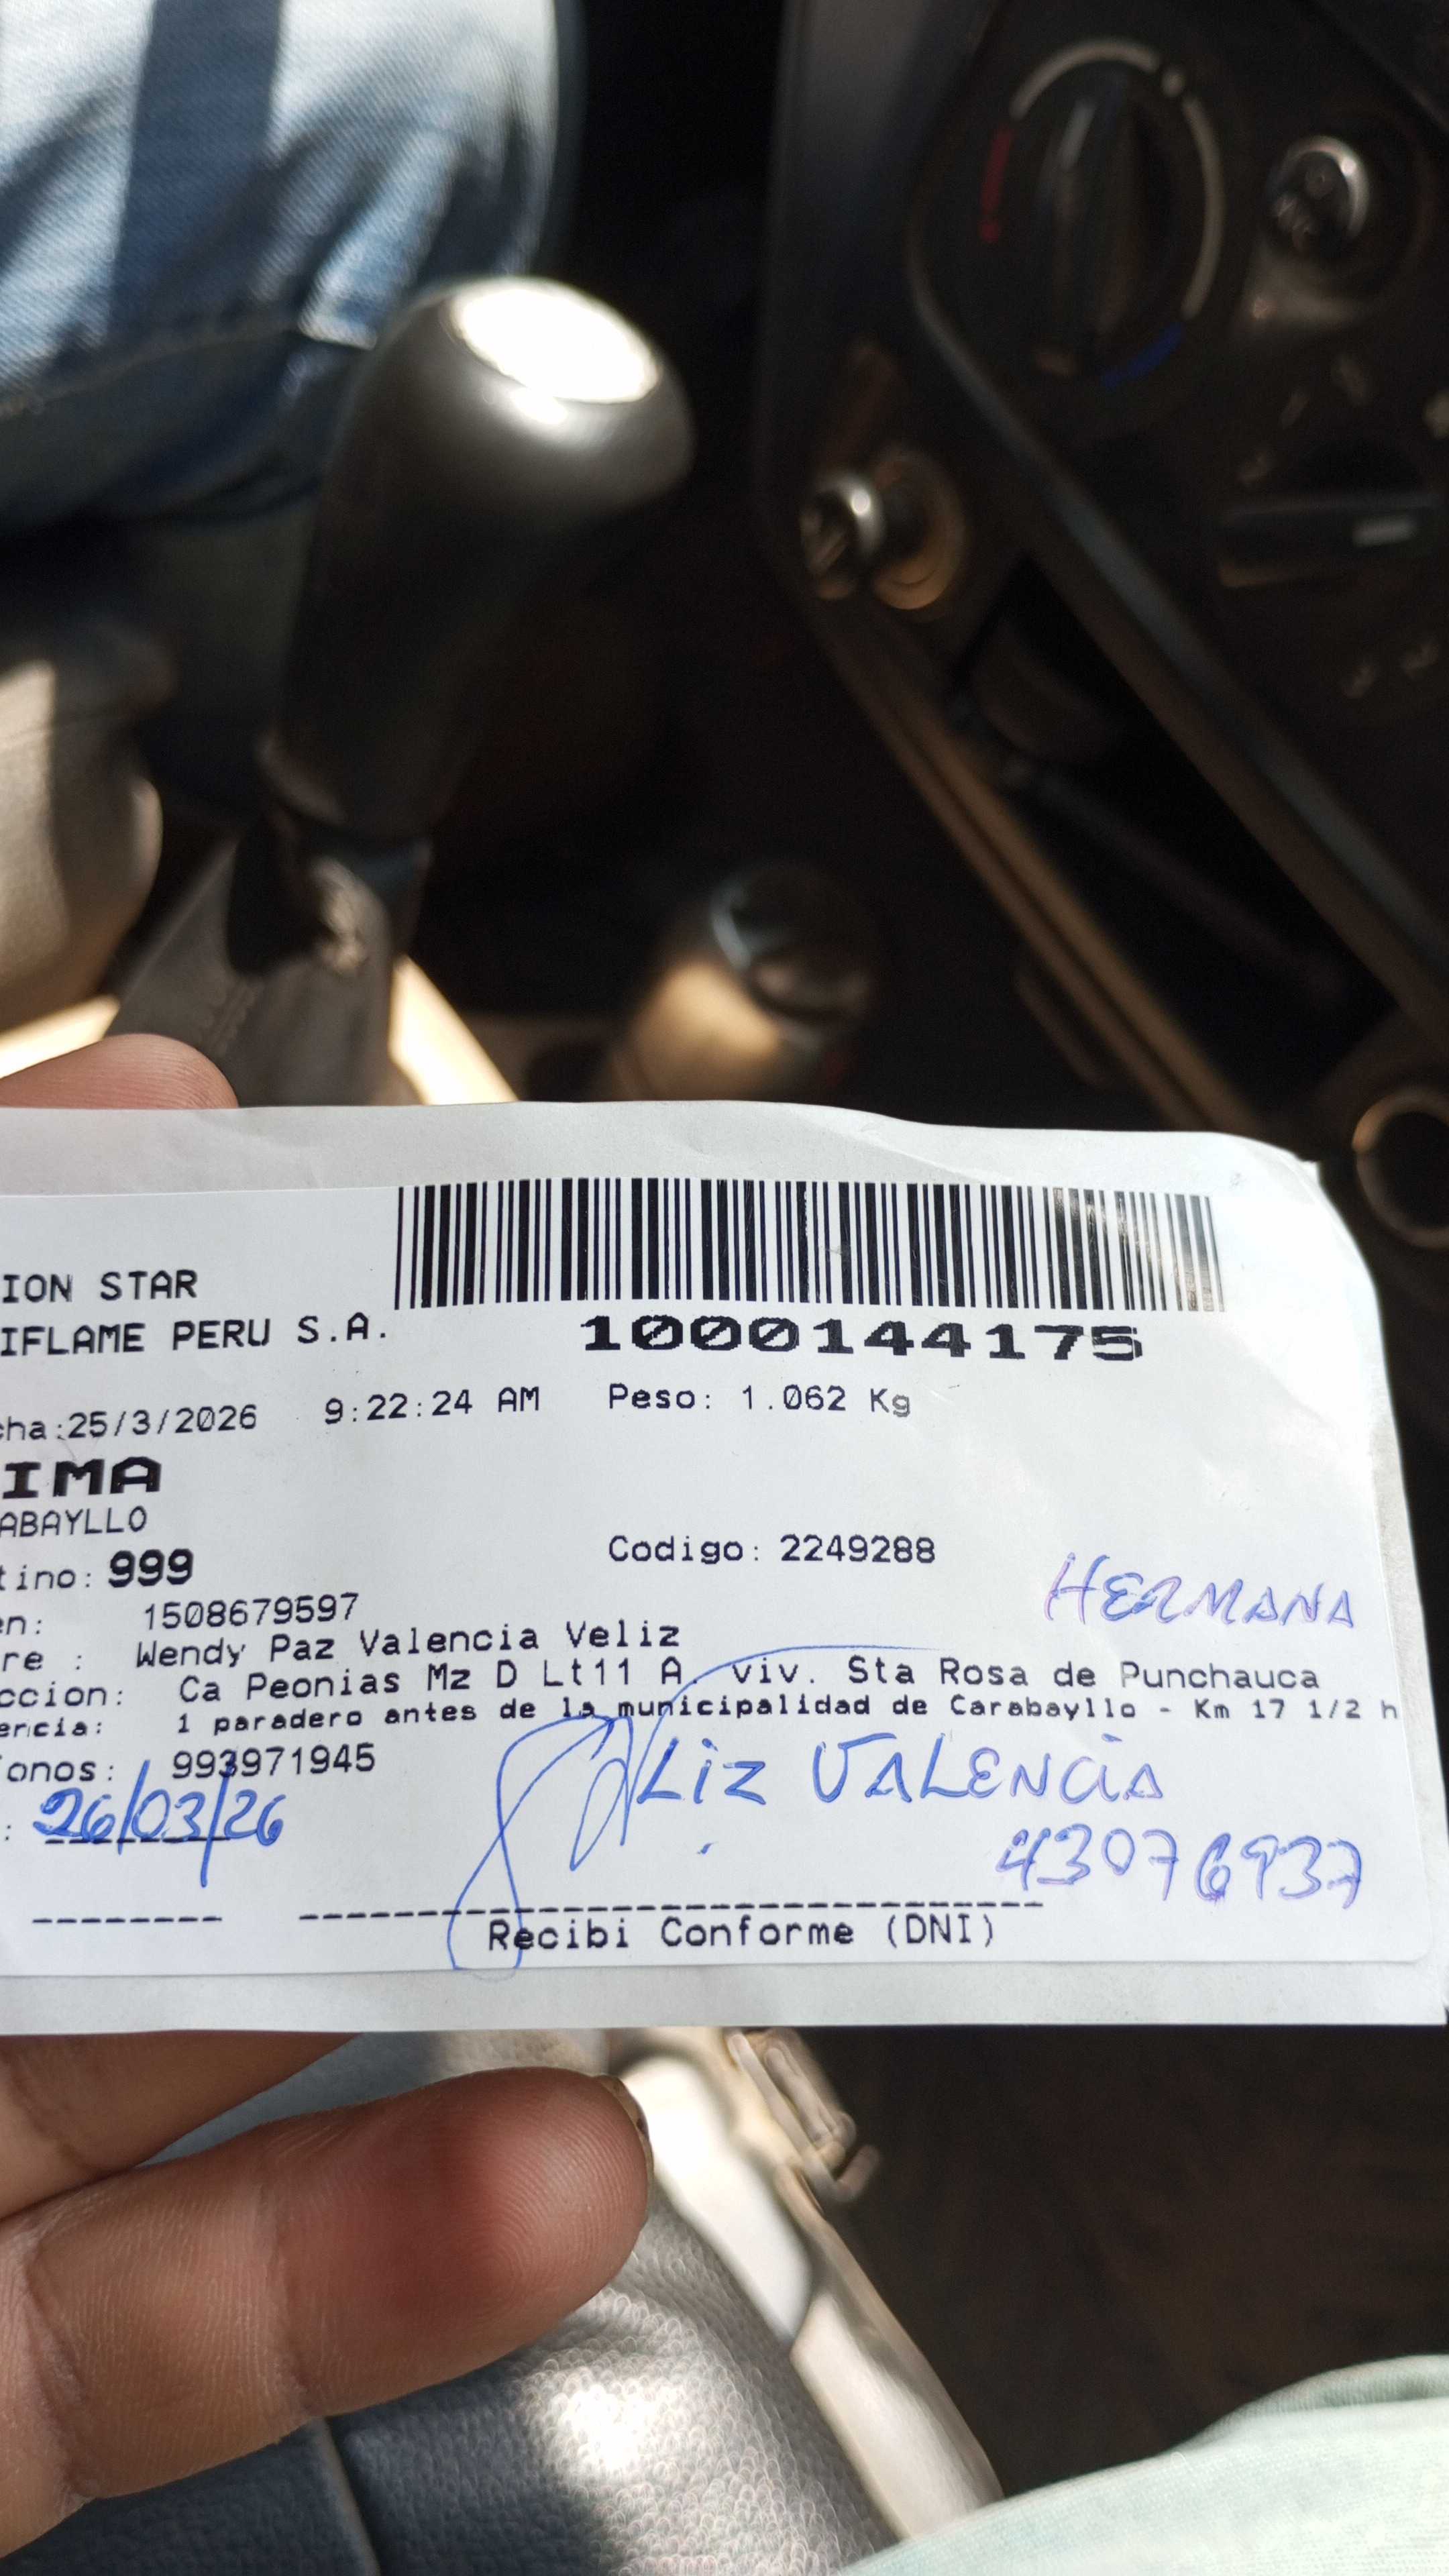 ION STAR
IFLAME PERU S.A.
1000144175
cha:25/3/2026 9:22:24 AM Peso: 1.062 Kg
IMA
ABAYLLO
Codigo: 2249288
tino: 999
HERMANA
en: 1508679597
re : Wendy Paz Valencia Veliz
ccion: Ca Peonias Mz D Lt11 A viv. Sta Rosa de Punchauca
encia: 1 paradero antes de la municipalidad de Carabayllo - Km 17 1/2 h
onos: 993971945
LIZ VALENCIA
: 26/03/26
43076937
Recibi Conforme (DNI)